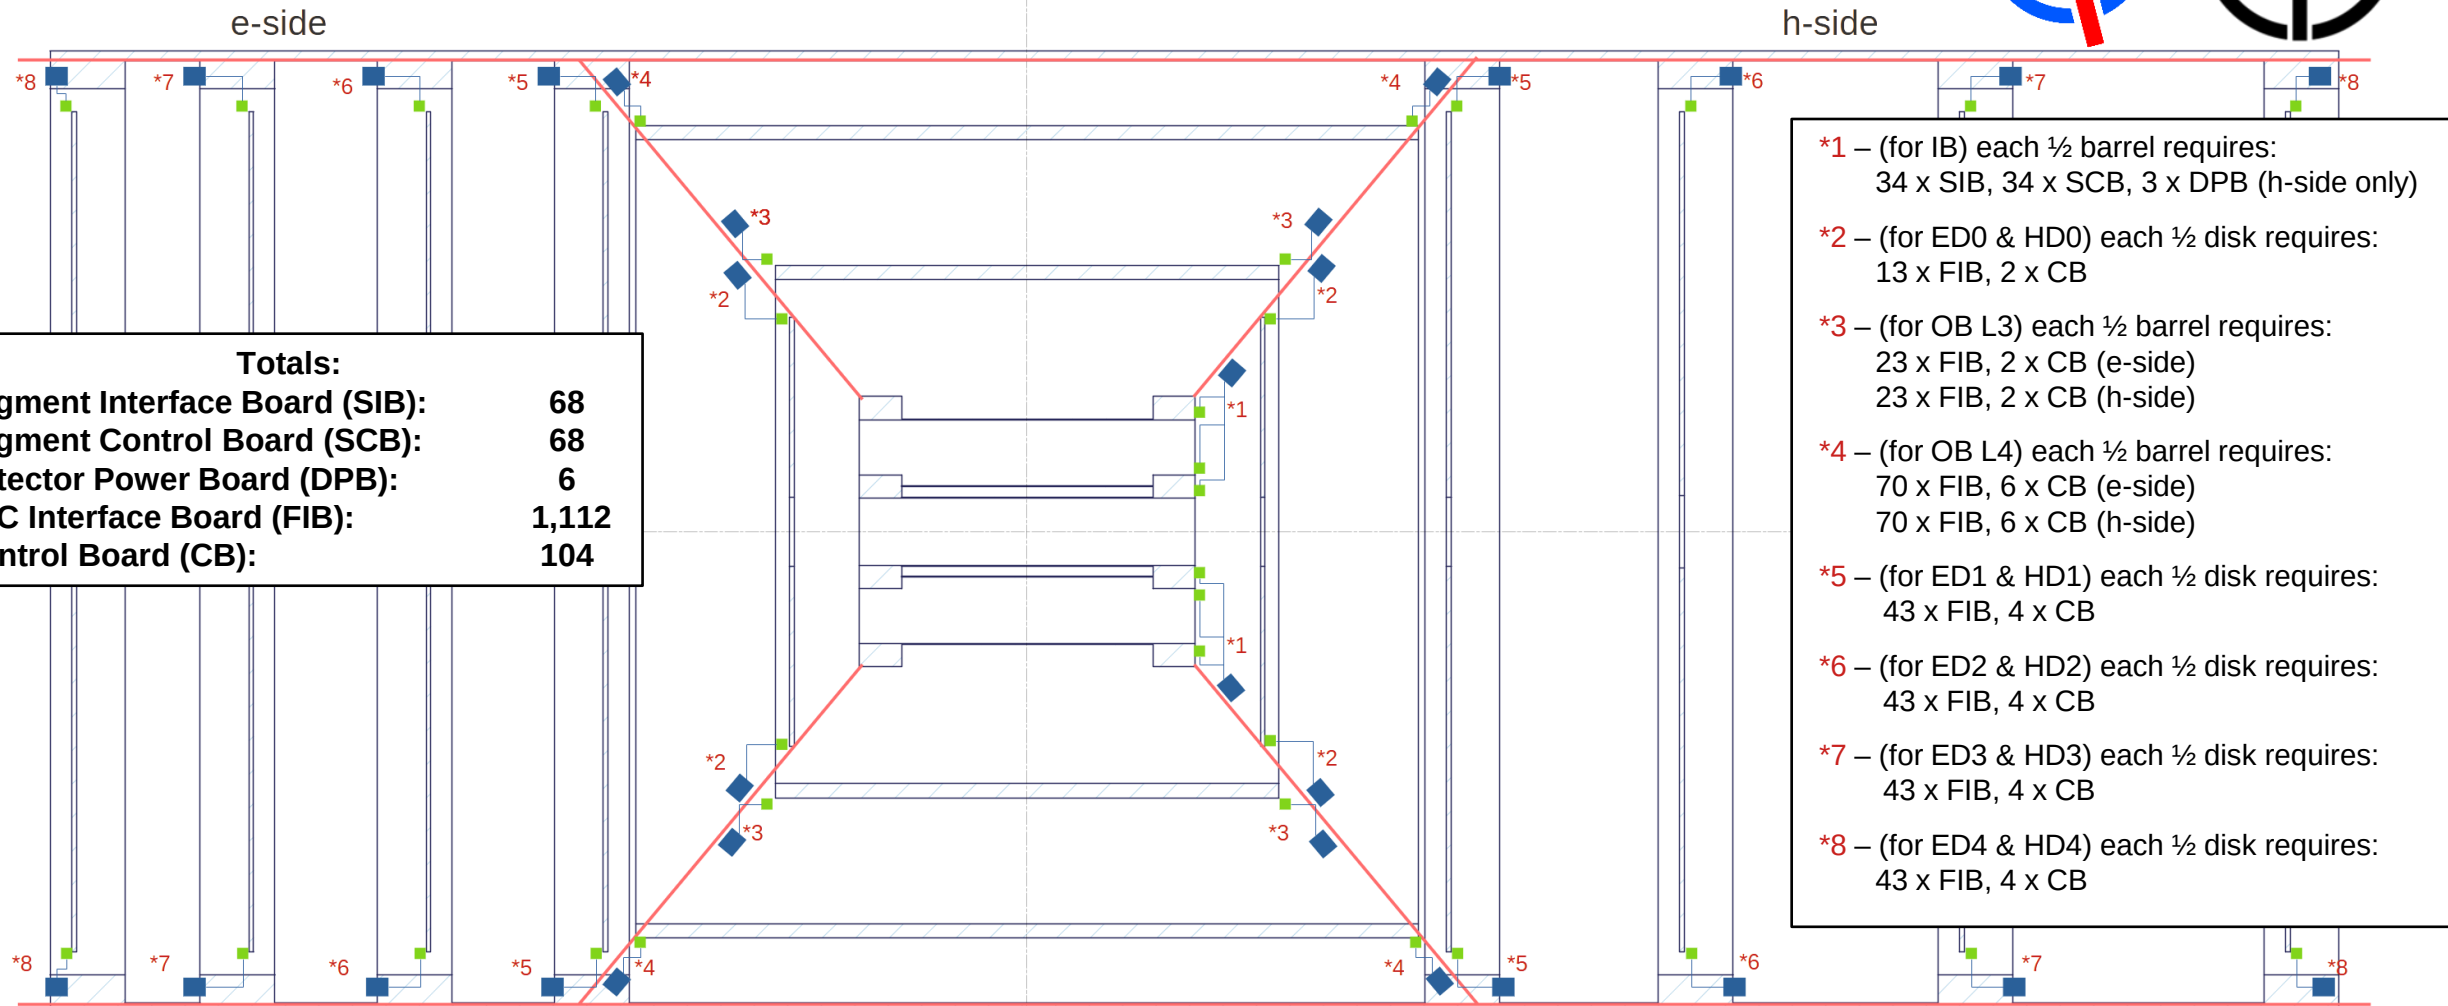 e-side
h-side
*8
*7
*6
*5
*4
*4
*5
*6
*7
*8
*3
*3
*2
*2
*1
*1
*2
*2
*3
*3
*8
*7
*6
*5
*4
*4
*5
*6
*7
*8
Totals:
gment Interface Board (SIB): 68
gment Control Board (SCB): 68
tector Power Board (DPB): 6
C Interface Board (FIB): 1,112
ntrol Board (CB): 104
*1 – (for IB) each ½ barrel requires:
34 x SIB, 34 x SCB, 3 x DPB (h-side only)
*2 – (for ED0 & HD0) each ½ disk requires:
13 x FIB, 2 x CB
*3 – (for OB L3) each ½ barrel requires:
23 x FIB, 2 x CB (e-side)
23 x FIB, 2 x CB (h-side)
*4 – (for OB L4) each ½ barrel requires:
70 x FIB, 6 x CB (e-side)
70 x FIB, 6 x CB (h-side)
*5 – (for ED1 & HD1) each ½ disk requires:
43 x FIB, 4 x CB
*6 – (for ED2 & HD2) each ½ disk requires:
43 x FIB, 4 x CB
*7 – (for ED3 & HD3) each ½ disk requires:
43 x FIB, 4 x CB
*8 – (for ED4 & HD4) each ½ disk requires:
43 x FIB, 4 x CB